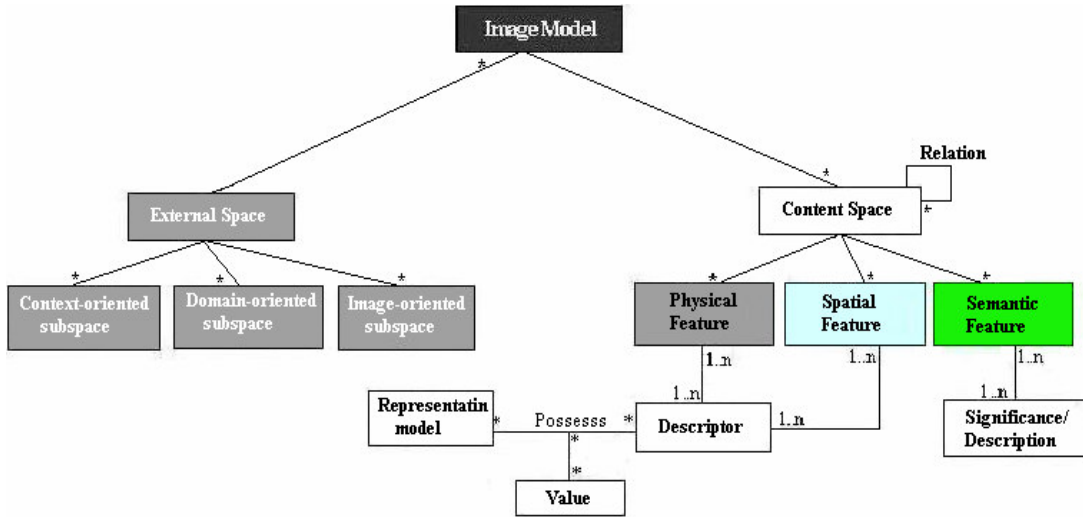 Image Model
*
Relation
*
External Space
Content Space
*
*
*
*
*
*
*
Context-oriented
subspace
Domain-oriented
subspace
Image-oriented
subspace
Physical
Feature
Spatial
Feature
Semantic
Feature
1..n
1..n
1..n
1..n
1..n
1..n
Representatin
model
*
Possesss
*
Descriptor
Significance/
Description
*
*
Value